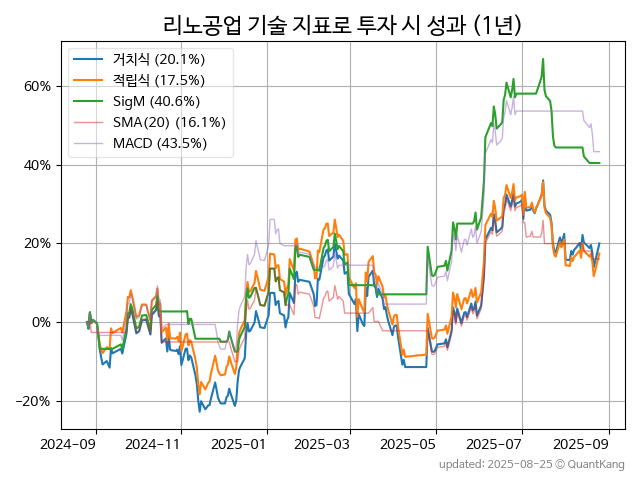 리노공업 기술 지표로 투자 시 성과 (1년)
거치식 (20.1%)
적립식 (17.5%)
SigM (40.6%)
SMA(20) (16.1%)
MACD (43.5%)
60%
40%
20%
0%
−20%
2024−09 2024−11 2025−01 2025−03 2025−05 2025−07 2025−09
updated: 2025-08-25 © QuantKang